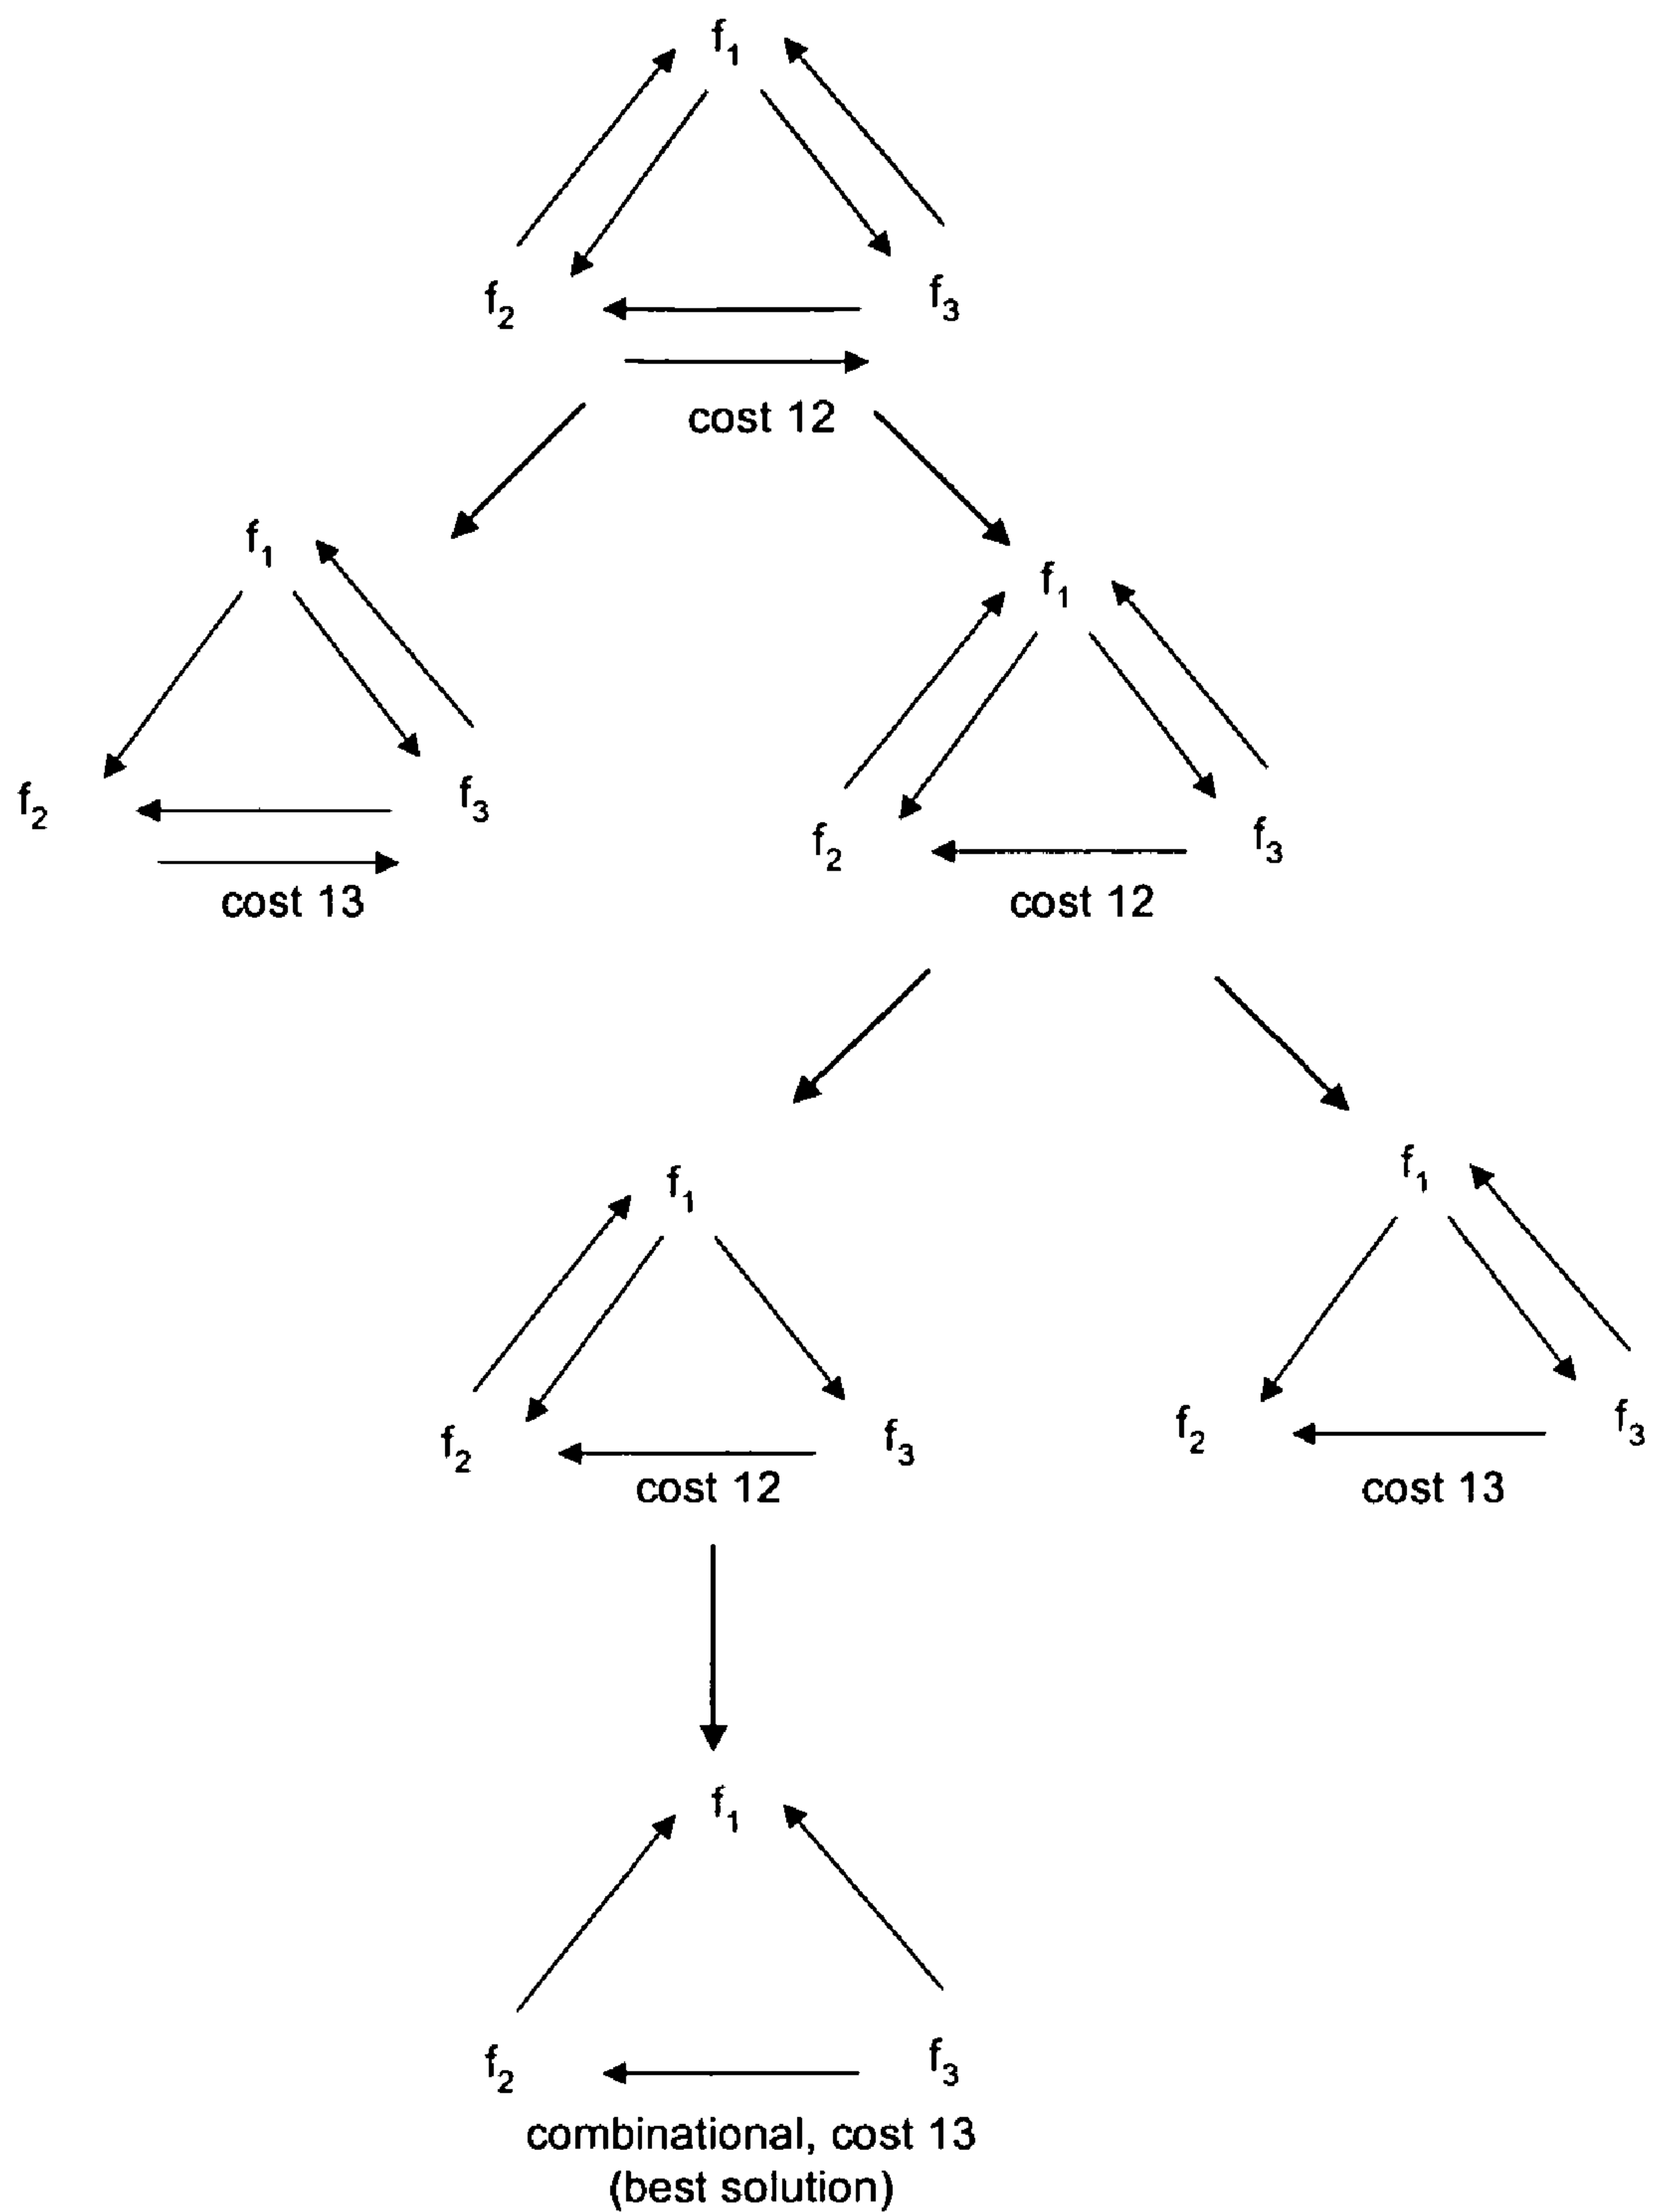 f₁
f₂ f₃
cost 12
f₁
f₁
f₂ f₃
f₂ f₃
cost 13 cost 12
f₁
f₁
f₂ f₃
f₂ f₃
cost 12 cost 13
f₁
f₂ f₃
combinational, cost 13
(best solution)